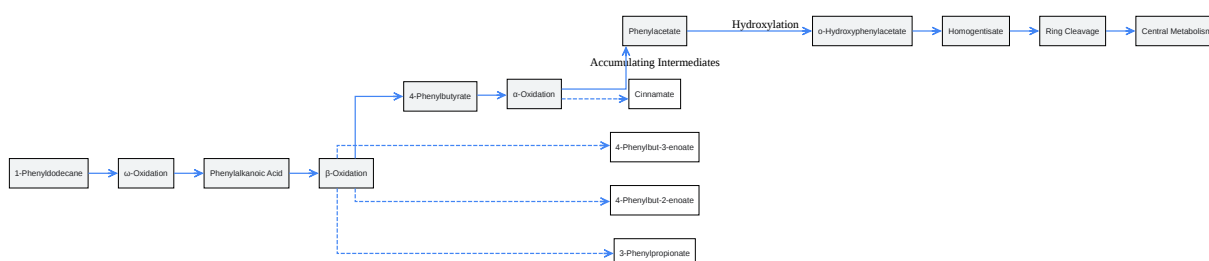 Phenylacetate
Hydroxylation
o-Hydroxyphenylacetate
Homogentisate
Ring Cleavage
Central Metabolism
Accumulating Intermediates
4-Phenylbutyrate
α-Oxidation
Cinnamate
4-Phenylbut-3-enoate
1-Phenyldodecane
ω-Oxidation
Phenylalkanoic Acid
β-Oxidation
4-Phenylbut-2-enoate
3-Phenylpropionate